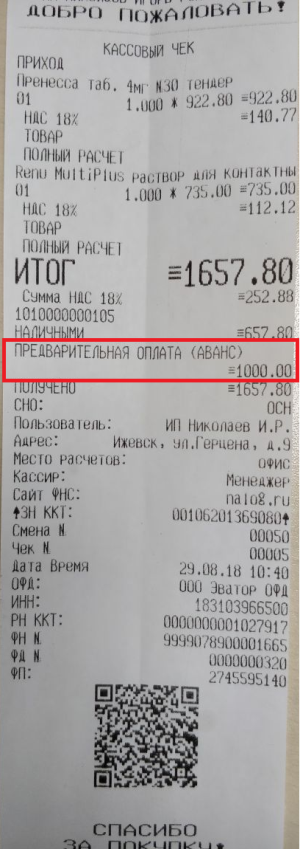 ДОБРО ПОЖАЛОВАТЬ!
КАССОВЫЙ ЧЕК
ПРИХОД
Пренесса таб. 4мг N30 тендер
01 1.000 * 922.80 ≡922.80
НДС 18% ≡140.77
ТОВАР
ПОЛНЫЙ РАСЧЕТ
Renu MultiPlus раствор для контактны
01 1.000 * 735.00 ≡735.00
НДС 18% ≡112.12
ТОВАР
ПОЛНЫЙ РАСЧЕТ
ИТОГ ≡1657.80
Сумма НДС 18% ≡252.88
1010000000105
НАЛИЧНЫМИ ≡657.80
ПРЕДВАРИТЕЛЬНАЯ ОПЛАТА (АВАНС)
≡1000.00
ПОЛУЧЕНО ≡1657.80
СНО: ОСН
Пользователь: ИП Николаев И.Р.
Адрес: Ижевск, ул.Герцена, д.9
Место расчетов: ОФИС
Кассир: Менеджер
Сайт ФНС: nalog.ru
↑ЗН ККТ: 00106201369080↑
Смена N 00050
Чек N 00005
Дата Время 29.08.18 10:40
ОФД: ООО Эватор ОФД
ИНН: 183103966500
РН ККТ: 0000000001027917
ФН N 9999078900001665
ФД N 0000000320
ФП: 2745595140
СПАСИБО
ЗА ПОКУПКУ!